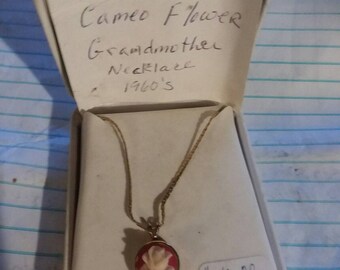 Cameo Flower
Grandmother
Necklace
1960's